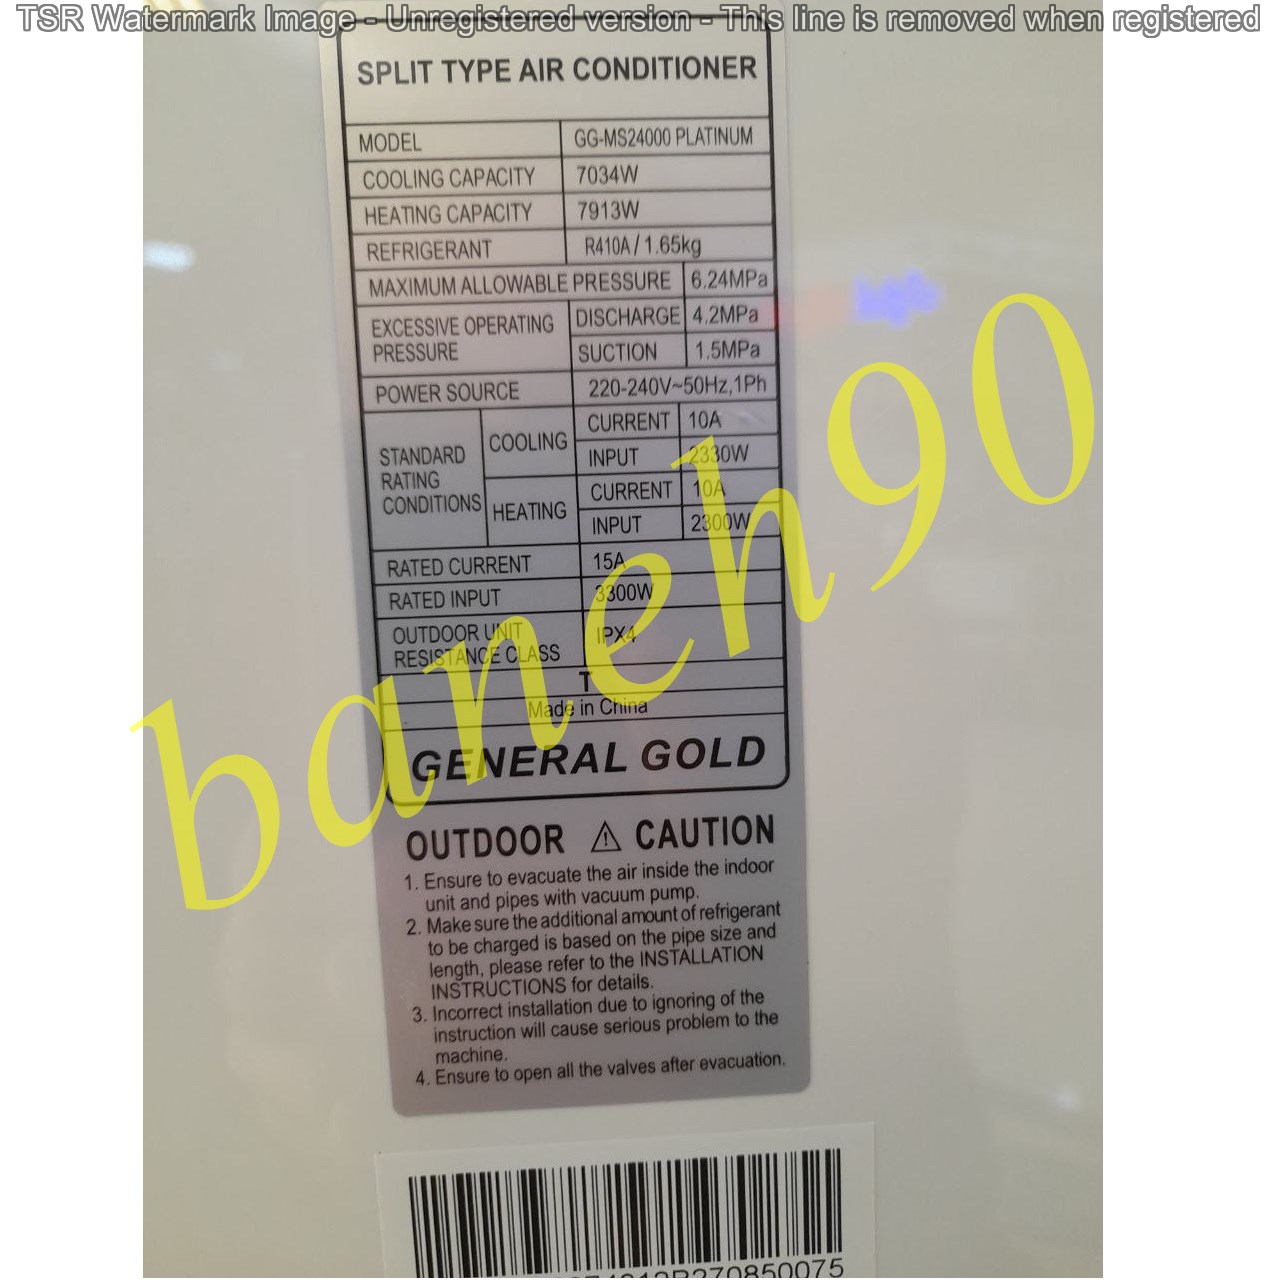 TSR Watermark Image - Unregistered version - This line is removed when registered
SPLIT TYPE AIR CONDITIONER
MODEL GG-MS24000 PLATINUM
COOLING CAPACITY 7034W
HEATING CAPACITY 7913W
REFRIGERANT R410A / 1.65kg
MAXIMUM ALLOWABLE PRESSURE 6.24MPa
EXCESSIVE OPERATING PRESSURE DISCHARGE 4.2MPa
SUCTION 1.5MPa
POWER SOURCE 220-240V~50Hz,1Ph
STANDARD RATING CONDITIONS COOLING CURRENT 10A
INPUT 2330W
HEATING CURRENT 10A
INPUT 2300W
RATED CURRENT 15A
RATED INPUT 3300W
OUTDOOR UNIT RESISTANCE CLASS IPX4
Made in China
GENERAL GOLD
baneh90
OUTDOOR ⚠ CAUTION
1. Ensure to evacuate the air inside the indoor
unit and pipes with vacuum pump.
2. Make sure the additional amount of refrigerant
to be charged is based on the pipe size and
length, please refer to the INSTALLATION
INSTRUCTIONS for details.
3. Incorrect installation due to ignoring of the
instruction will cause serious problem to the
machine.
4. Ensure to open all the valves after evacuation.